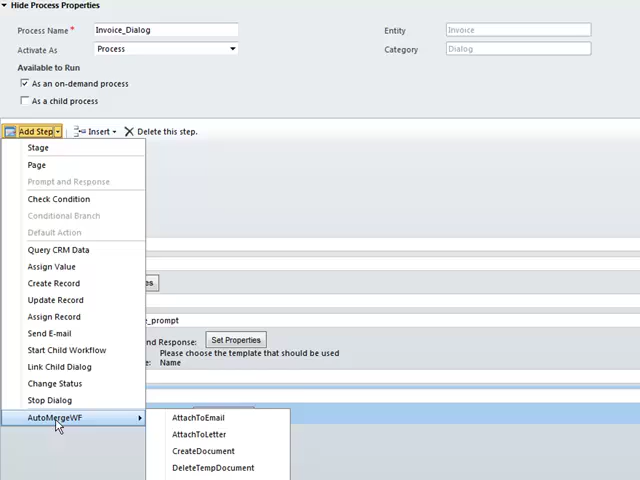 Hide Process Properties
Process Name * Invoice_Dialog Entity Invoice
Activate As Process Category Dialog
Available to Run
As an on-demand process
As a child process
Add Step Insert Delete this step.
Stage
Page
Prompt and Response
Check Condition
Conditional Branch
Default Action
Query CRM Data
Assign Value
Create Record
Update Record
Assign Record
Send E-mail
Start Child Workflow
Link Child Dialog
Change Status
Stop Dialog
AutoMergeWF
es
e_prompt
nd Response: Set Properties
Please choose the template that should be used
e: Name
AttachToEmail
AttachToLetter
CreateDocument
DeleteTempDocument